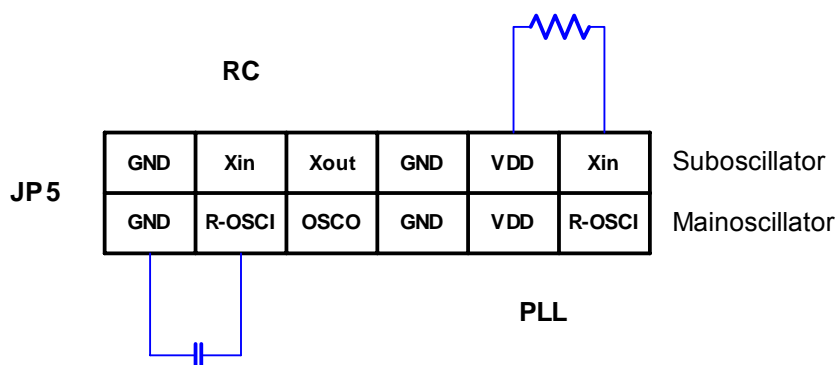 RC
GND Xin Xout GND VDD Xin Suboscillator
JP5
GND R-OSCI OSCO GND VDD R-OSCI Mainoscillator
PLL